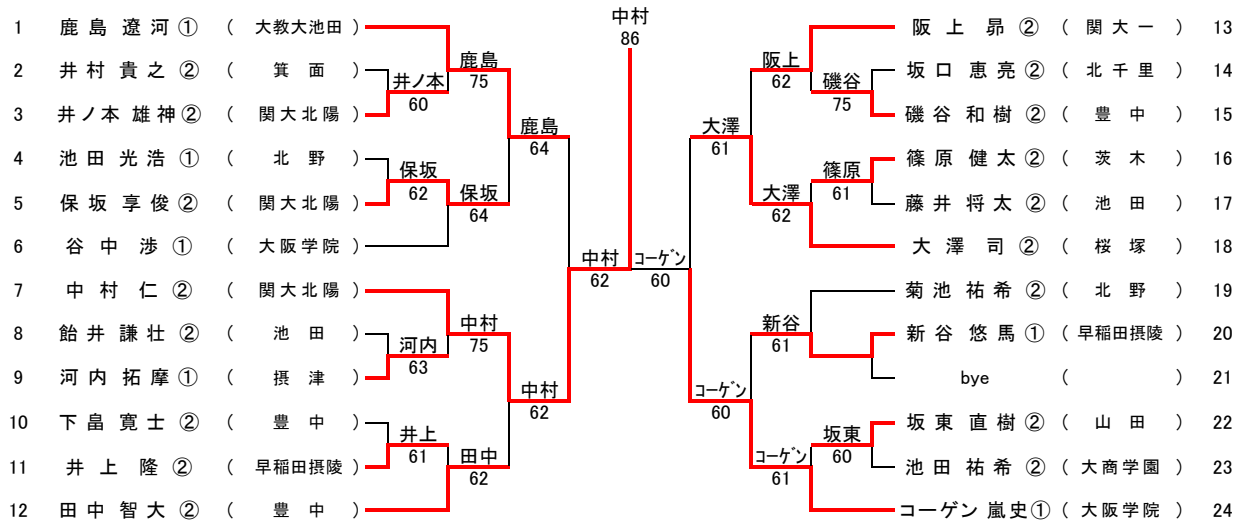 中村
86
1 鹿島遼河① (大教大池田)
2 井村貴之② (箕面)
3 井ノ本 雄神② (関大北陽)
4 池田光浩① (北野)
5 保坂享俊② (関大北陽)
6 谷中渉① (大阪学院)
7 中村仁② (関大北陽)
8 飴井謙壮② (池田)
9 河内拓摩① (摂津)
10 下畠寛士② (豊中)
11 井上隆② (早稲田摂陵)
12 田中智大② (豊中)
井ノ本
60
保坂
62
河内
63
井上
61
鹿島
75
保坂
64
中村
75
田中
62
鹿島
64
中村
62
中村
62
コーゲン
60
大澤
61
コーゲン
60
阪上
62
大澤
62
新谷
61
コーゲン
61
磯谷
75
篠原
61
坂東
60
阪上昴② (関大一) 13
坂口恵亮② (北千里) 14
磯谷和樹② (豊中) 15
篠原健太② (茨木) 16
藤井将太② (池田) 17
大澤司② (桜塚) 18
菊池祐希② (北野) 19
新谷悠馬① (早稲田摂陵) 20
bye ( ) 21
坂東直樹② (山田) 22
池田祐希② (大商学園) 23
コーゲン 嵐史① (大阪学院) 24